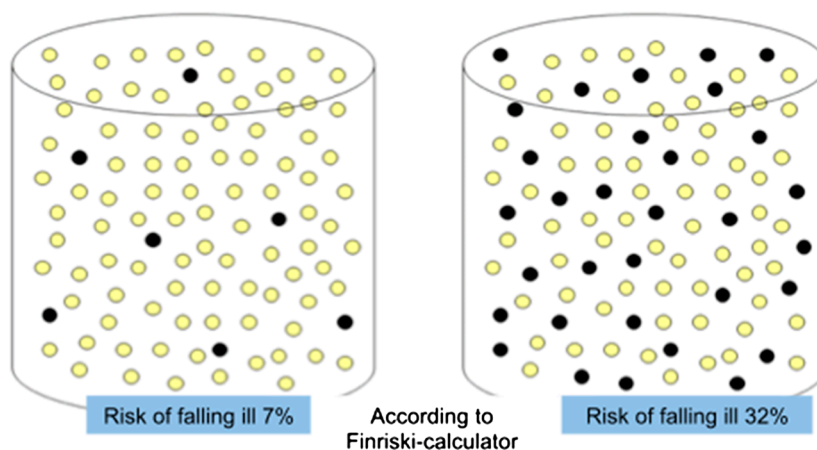 Risk of falling ill 7%
According to
Finriski-calculator
Risk of falling ill 32%